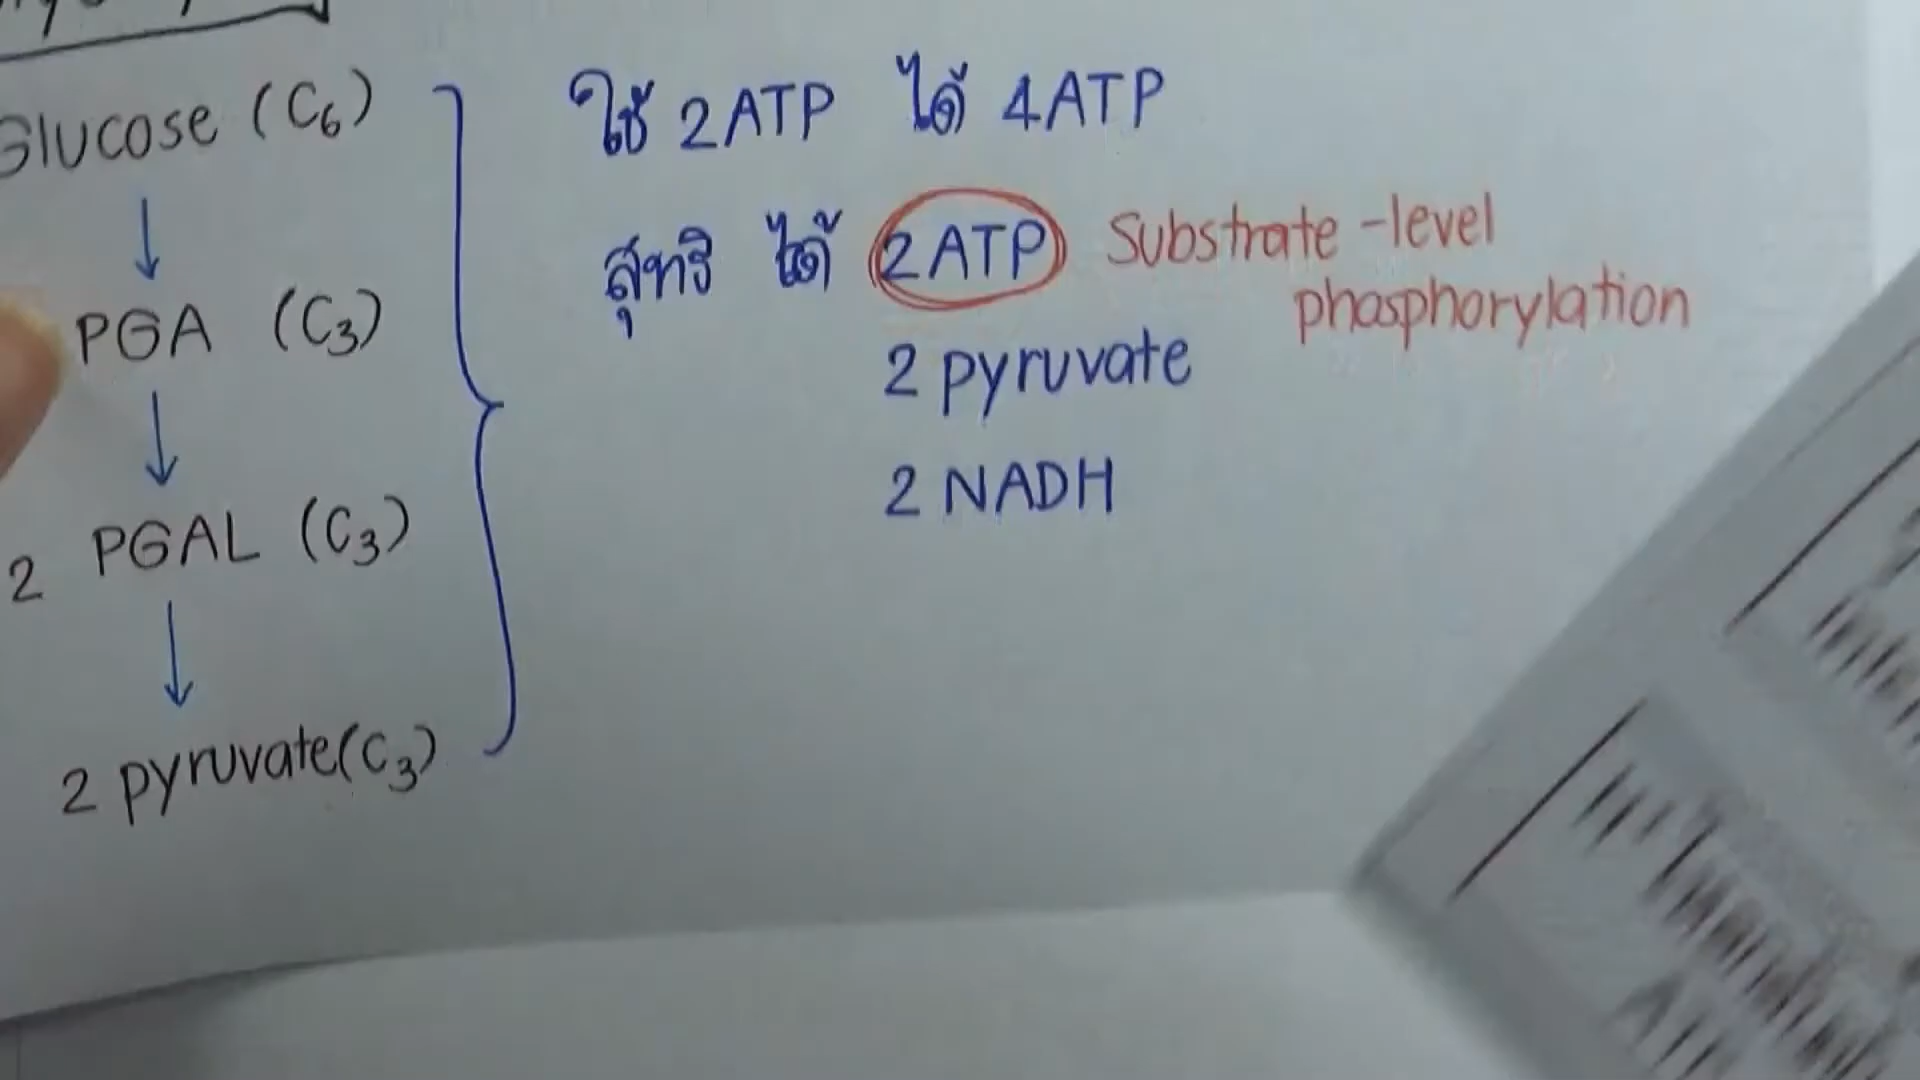 Glucose (C6)
PGA (C3)
2 PGAL (C3)
2 pyruvate(C3)
ใช้ 2ATP ได้ 4ATP
สุทธิ ได้ 2ATP Substrate-level
phosphorylation
2 pyruvate
2 NADH